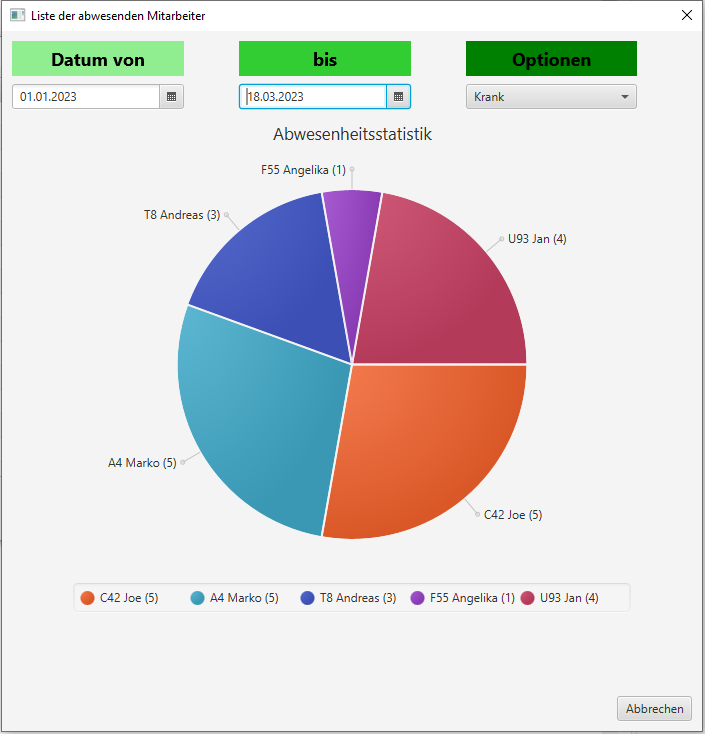 Liste der abwesenden Mitarbeiter
Datum von
bis
Optionen
01.01.2023
18.03.2023
Krank
Abwesenheitsstatistik
F55 Angelika (1)
T8 Andreas (3)
U93 Jan (4)
A4 Marko (5)
C42 Joe (5)
C42 Joe (5) A4 Marko (5) T8 Andreas (3) F55 Angelika (1) U93 Jan (4)
Abbrechen